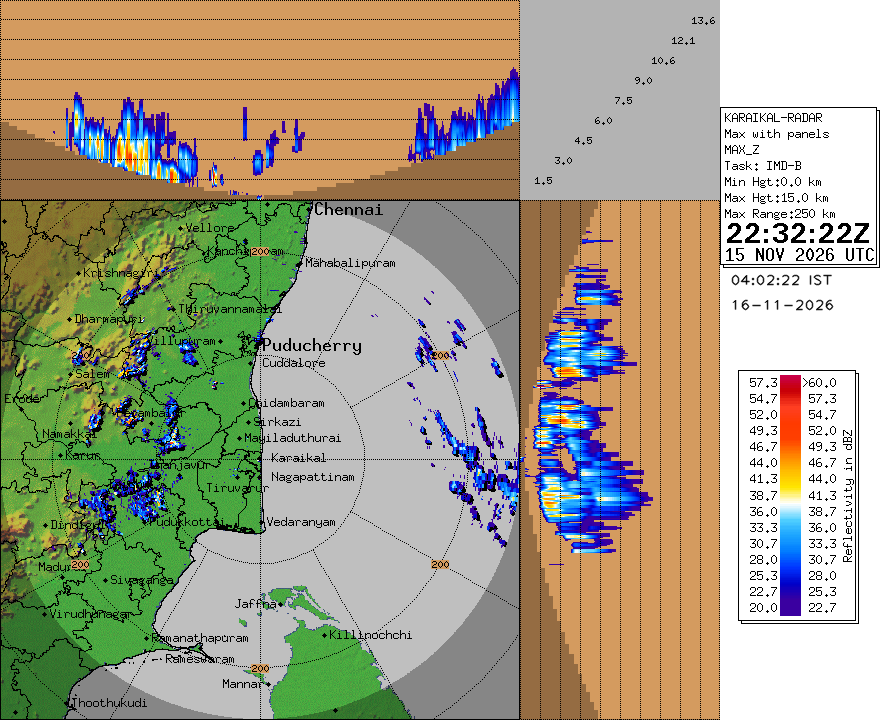 13.6
12.1
10.6
9.0
7.5
6.0
4.5
3.0
1.5
KARAIKAL-RADAR
Max with panels
MAX_Z
Task: IMD-B
Min Hgt:0.0 km
Max Hgt:15.0 km
Max Range:250 km
22:32:22Z
15 NOV 2026 UTC
04:02:22 IST
16-11-2026
Chennai
Vellore
200
Mahabalipuram
Krishnagiri
Thiruvannamalai
Dharmapuri
Villupuram
Puducherry
200
200
Cuddalore
Salem
Chidambaram
Sirkazi
Namakkal
Mayiladuthurai
Karur
Karaikal
Nagapattinam
Tiruvarur
Pudukkottai
Vedaranyam
200
200
Sivaganga
Jaffna
Virudhunagar
Ramanathapuram
Killinochchi
Rameswaram
200
Mannar
Thoothukudi
57.3 >60.0
54.7 57.3
52.0 54.7
49.3 52.0
46.7 49.3
44.0 46.7
41.3 44.0
38.7 41.3
36.0 38.7
33.3 36.0
30.7 33.3
28.0 30.7
25.3 28.0
22.7 25.3
20.0 22.7
Reflectivity in dBZ